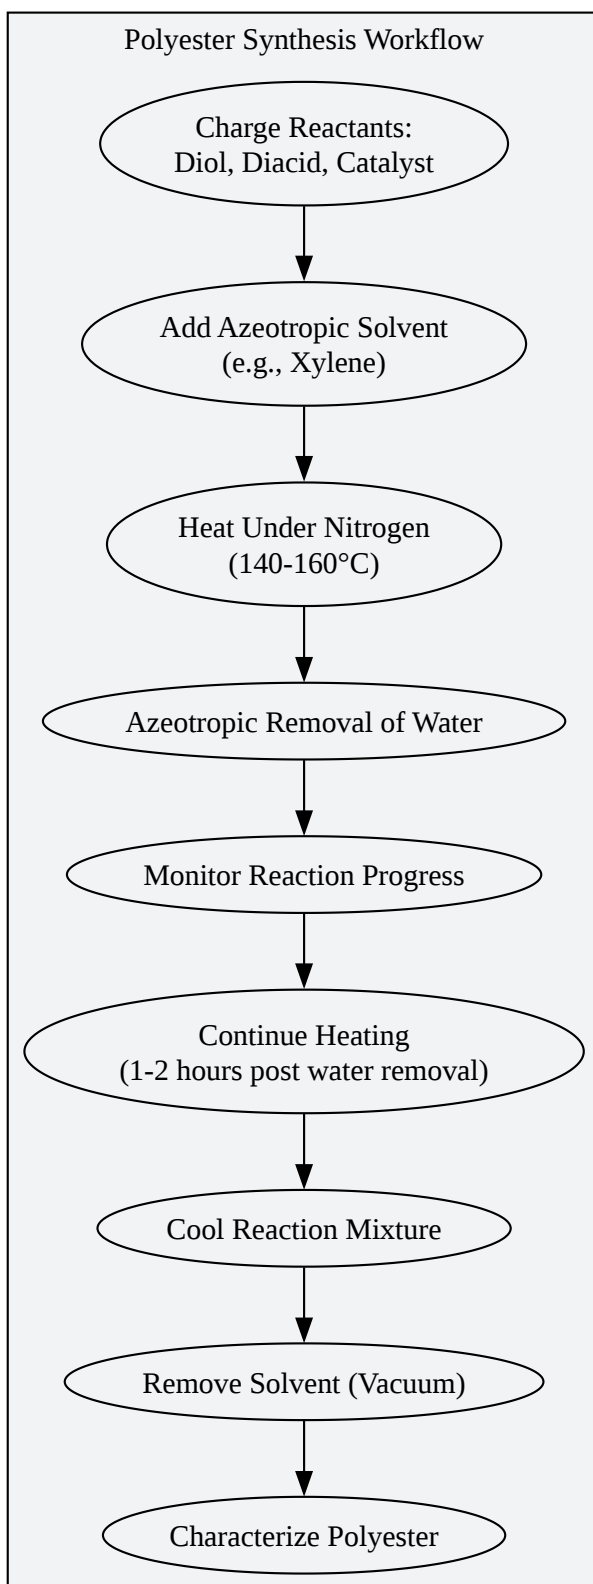 Polyester Synthesis Workflow
Charge Reactants:
Diol, Diacid, Catalyst
Add Azeotropic Solvent
(e.g., Xylene)
Heat Under Nitrogen
(140-160°C)
Azeotropic Removal of Water
Monitor Reaction Progress
Continue Heating
(1-2 hours post water removal)
Cool Reaction Mixture
Remove Solvent (Vacuum)
Characterize Polyester